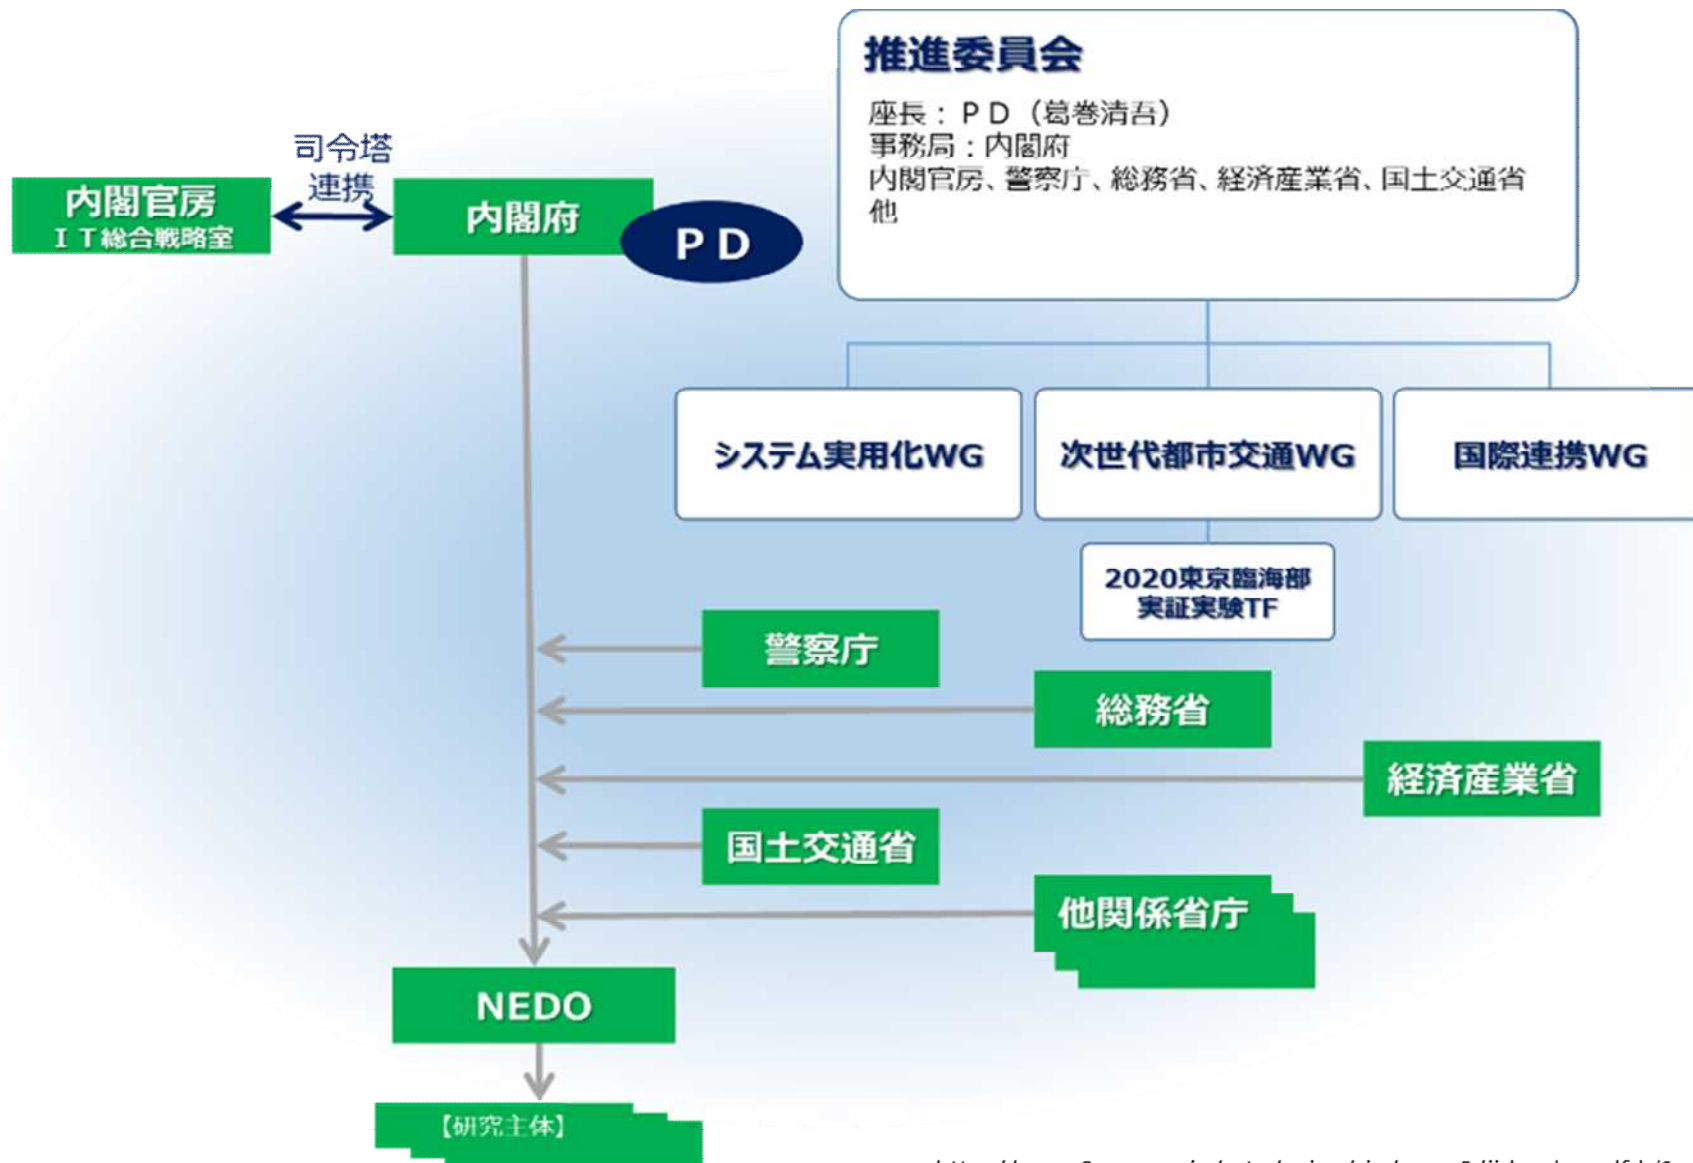 推進委員会
座長：ＰＤ（葛巻清吾）
事務局：内閣府
内閣官房、警察庁、総務省、経済産業省、国土交通省
他
司令塔
連携
内閣官房
ＩＴ総合戦略室
内閣府
ＰＤ
システム実用化WG
次世代都市交通WG
国際連携WG
2020東京臨海部
実証実験TF
警察庁
総務省
経済産業省
国土交通省
他関係省庁
NEDO
【研究主体】